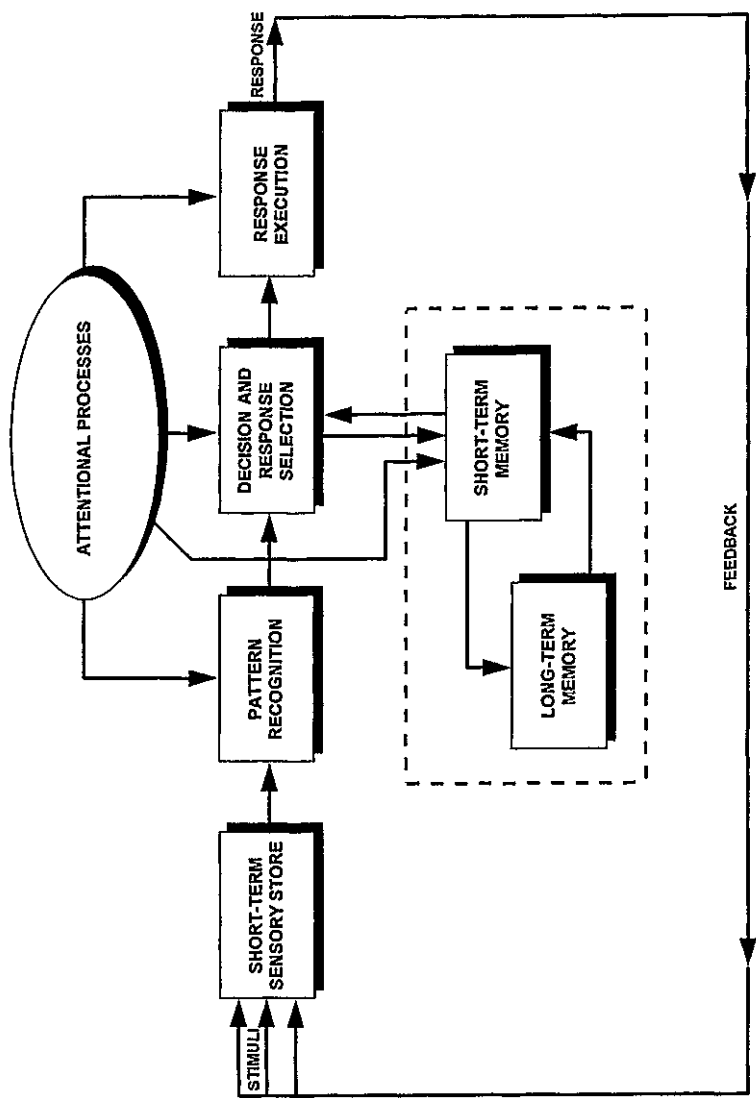 ATTENTIONAL PROCESSES
STIMULI
SHORT-TERM
SENSORY STORE
PATTERN
RECOGNITION
DECISION AND
RESPONSE
SELECTION
RESPONSE
EXECUTION
RESPONSE
SHORT-TERM
MEMORY
LONG-TERM
MEMORY
FEEDBACK